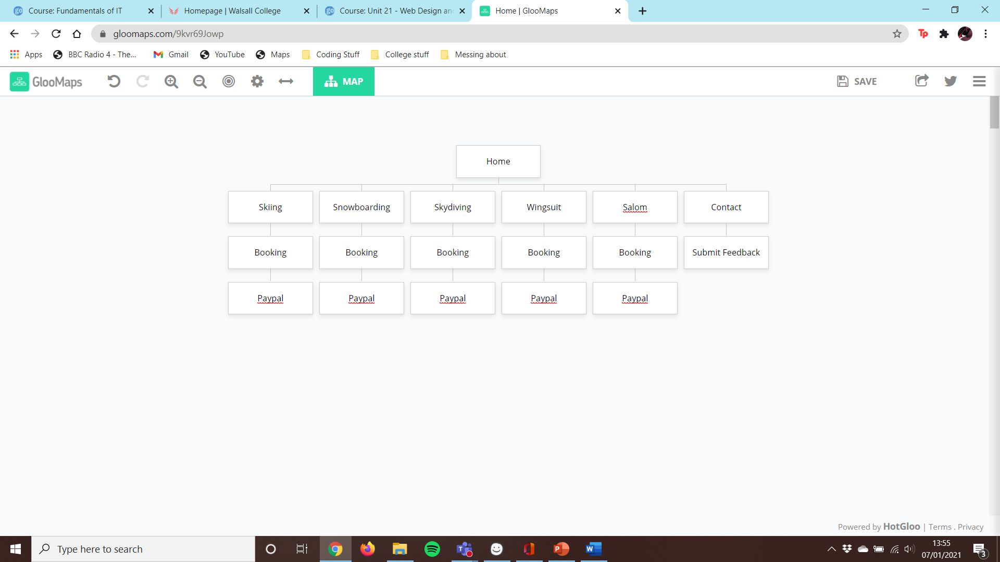 Course: Fundamentals of IT
Homepage | Walsall College
Course: Unit 21 - Web Design an
Home | GlooMaps
gloomaps.com/9kvr69Jowp
Apps
BBC Radio 4 - The...
Gmail
YouTube
Maps
Coding Stuff
College stuff
Messing about
GlooMaps
MAP
SAVE
Home
Skiing Snowboarding Skydiving Wingsuit Salom Contact
Booking Booking Booking Booking Booking Submit Feedback
Paypal Paypal Paypal Paypal Paypal
Powered by HotGloo | Terms . Privacy
Type here to search
13:55
07/01/2021
3